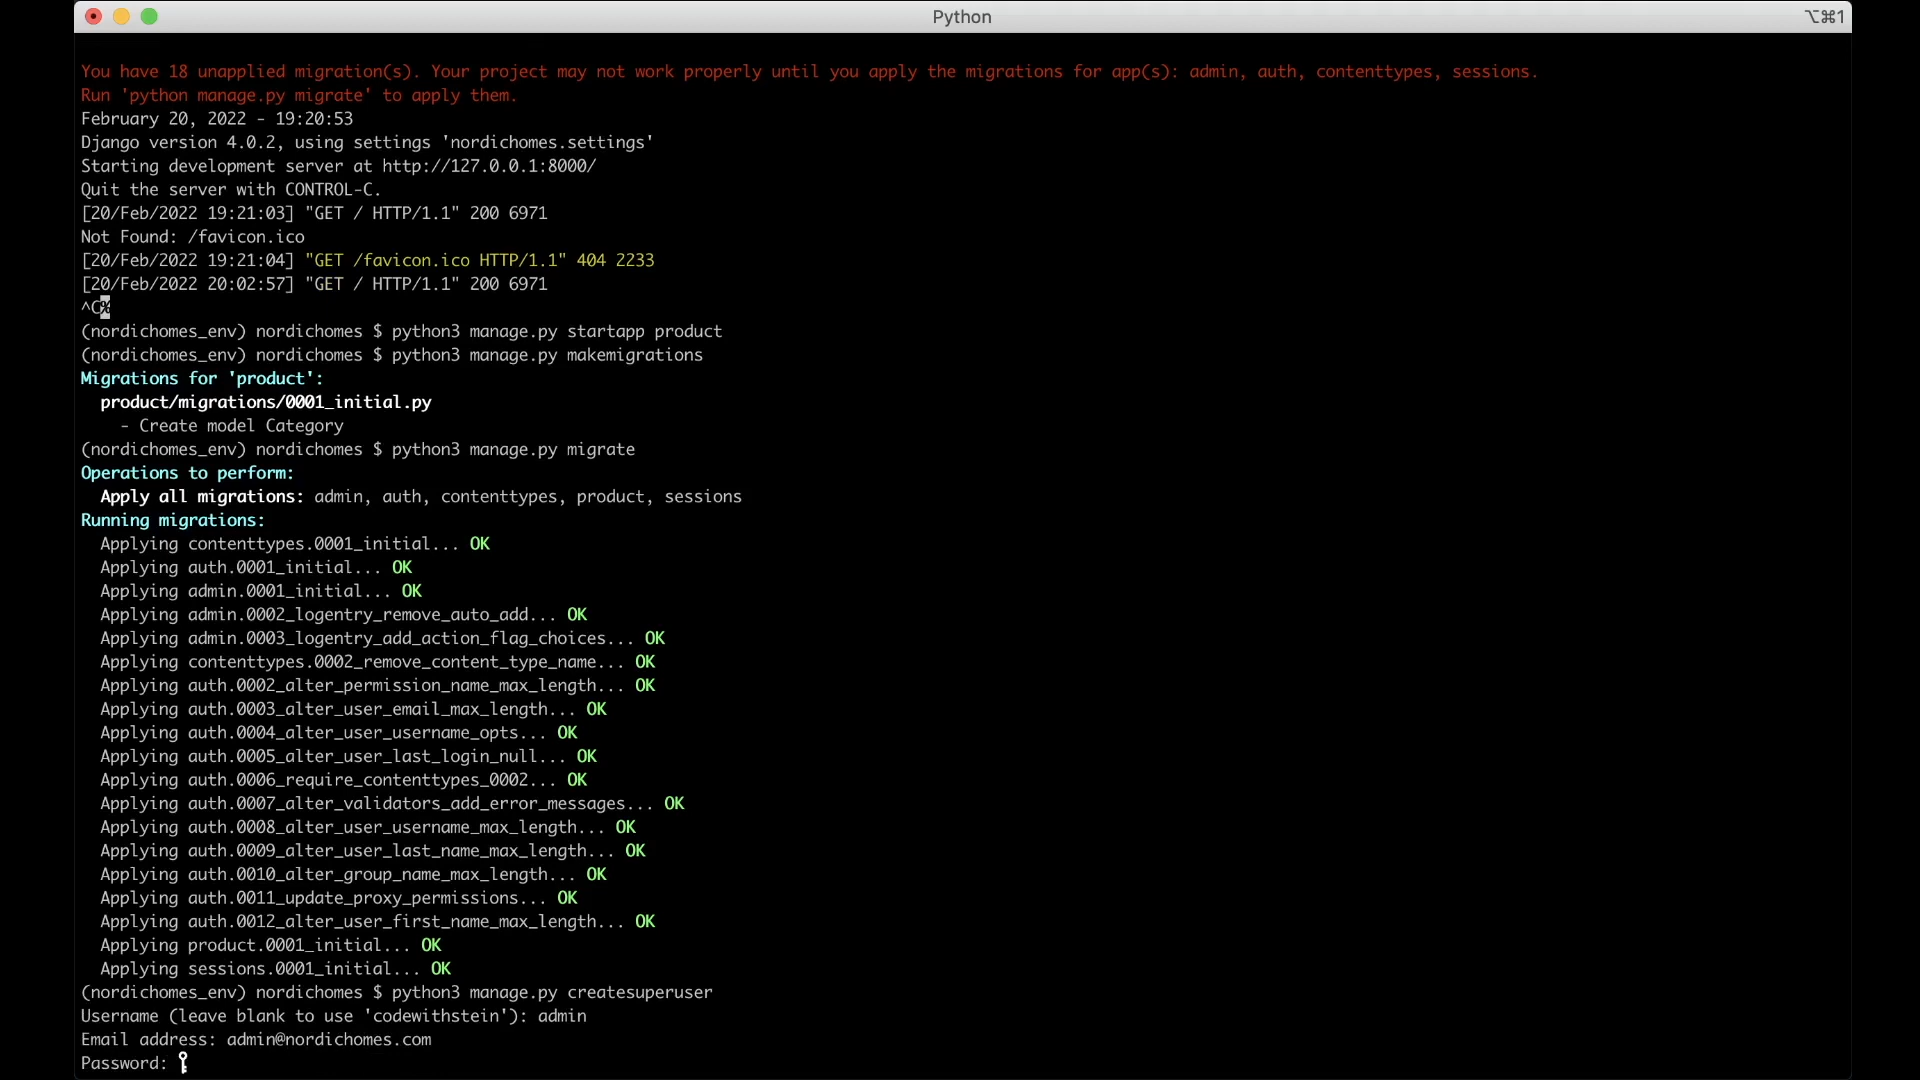 Python
⌥⌘1
You have 18 unapplied migration(s). Your project may not work properly until you apply the migrations for app(s): admin, auth, contenttypes, sessions.
Run 'python manage.py migrate' to apply them.
February 20, 2022 - 19:20:53
Django version 4.0.2, using settings 'nordichomes.settings'
Starting development server at http://127.0.0.1:8000/
Quit the server with CONTROL-C.
[20/Feb/2022 19:21:03] "GET / HTTP/1.1" 200 6971
Not Found: /favicon.ico
[20/Feb/2022 19:21:04] "GET /favicon.ico HTTP/1.1" 404 2233
[20/Feb/2022 20:02:57] "GET / HTTP/1.1" 200 6971
^C%
(nordichomes_env) nordichomes $ python3 manage.py startapp product
(nordichomes_env) nordichomes $ python3 manage.py makemigrations
Migrations for 'product':
  product/migrations/0001_initial.py
    - Create model Category
(nordichomes_env) nordichomes $ python3 manage.py migrate
Operations to perform:
  Apply all migrations: admin, auth, contenttypes, product, sessions
Running migrations:
  Applying contenttypes.0001_initial... OK
  Applying auth.0001_initial... OK
  Applying admin.0001_initial... OK
  Applying admin.0002_logentry_remove_auto_add... OK
  Applying admin.0003_logentry_add_action_flag_choices... OK
  Applying contenttypes.0002_remove_content_type_name... OK
  Applying auth.0002_alter_permission_name_max_length... OK
  Applying auth.0003_alter_user_email_max_length... OK
  Applying auth.0004_alter_user_username_opts... OK
  Applying auth.0005_alter_user_last_login_null... OK
  Applying auth.0006_require_contenttypes_0002... OK
  Applying auth.0007_alter_validators_add_error_messages... OK
  Applying auth.0008_alter_user_username_max_length... OK
  Applying auth.0009_alter_user_last_name_max_length... OK
  Applying auth.0010_alter_group_name_max_length... OK
  Applying auth.0011_update_proxy_permissions... OK
  Applying auth.0012_alter_user_first_name_max_length... OK
  Applying product.0001_initial... OK
  Applying sessions.0001_initial... OK
(nordichomes_env) nordichomes $ python3 manage.py createsuperuser
Username (leave blank to use 'codewithstein'): admin
Email address: admin@nordichomes.com
Password: